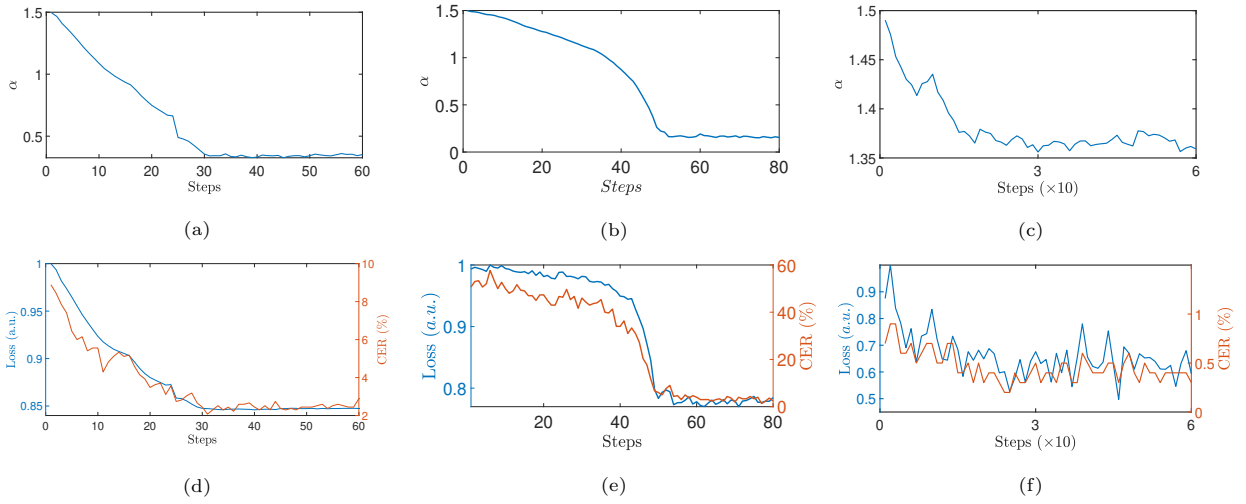 1.5
1
0.5
α
0 10 20 30 40 50 60
Steps
(a)
1.5
1
0.5
0
α
0 20 40 60 80
Steps
(b)
1.5
1.45
1.4
1.35
α
0 3 6
Steps (×10)
(c)
1
0.95
0.9
0.85
Loss (a.u.)
10
8
6
4
2
CER (%)
0 10 20 30 40 50 60
Steps
(d)
1
0.9
0.8
Loss (a.u.)
60
40
20
0
CER (%)
20 40 60 80
Steps
(e)
0.9
0.8
0.7
0.6
0.5
Loss (a.u.)
1
0.5
0
CER (%)
0 3 6
Steps (×10)
(f)